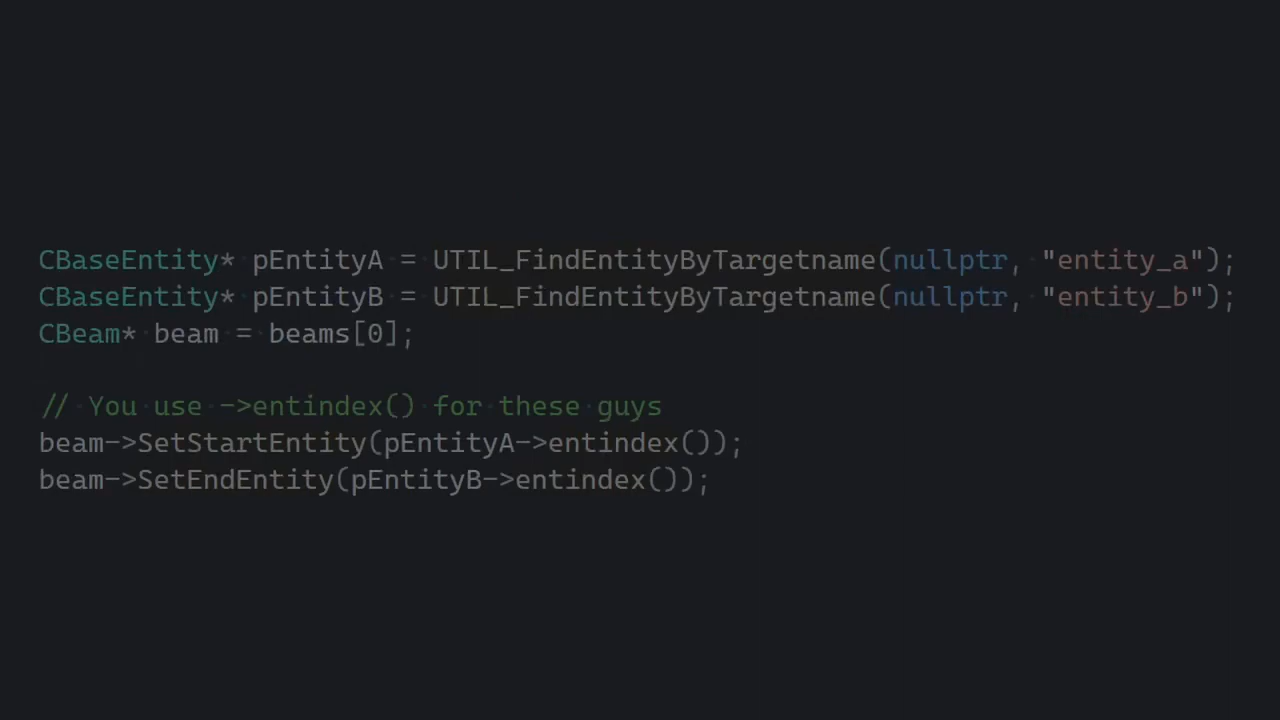 CBaseEntity* pEntityA = UTIL_FindEntityByTargetname(nullptr, "entity_a");
CBaseEntity* pEntityB = UTIL_FindEntityByTargetname(nullptr, "entity_b");
CBeam* beam = beams[0];
// You use ->entindex() for these guys
beam->SetStartEntity(pEntityA->entindex());
beam->SetEndEntity(pEntityB->entindex());